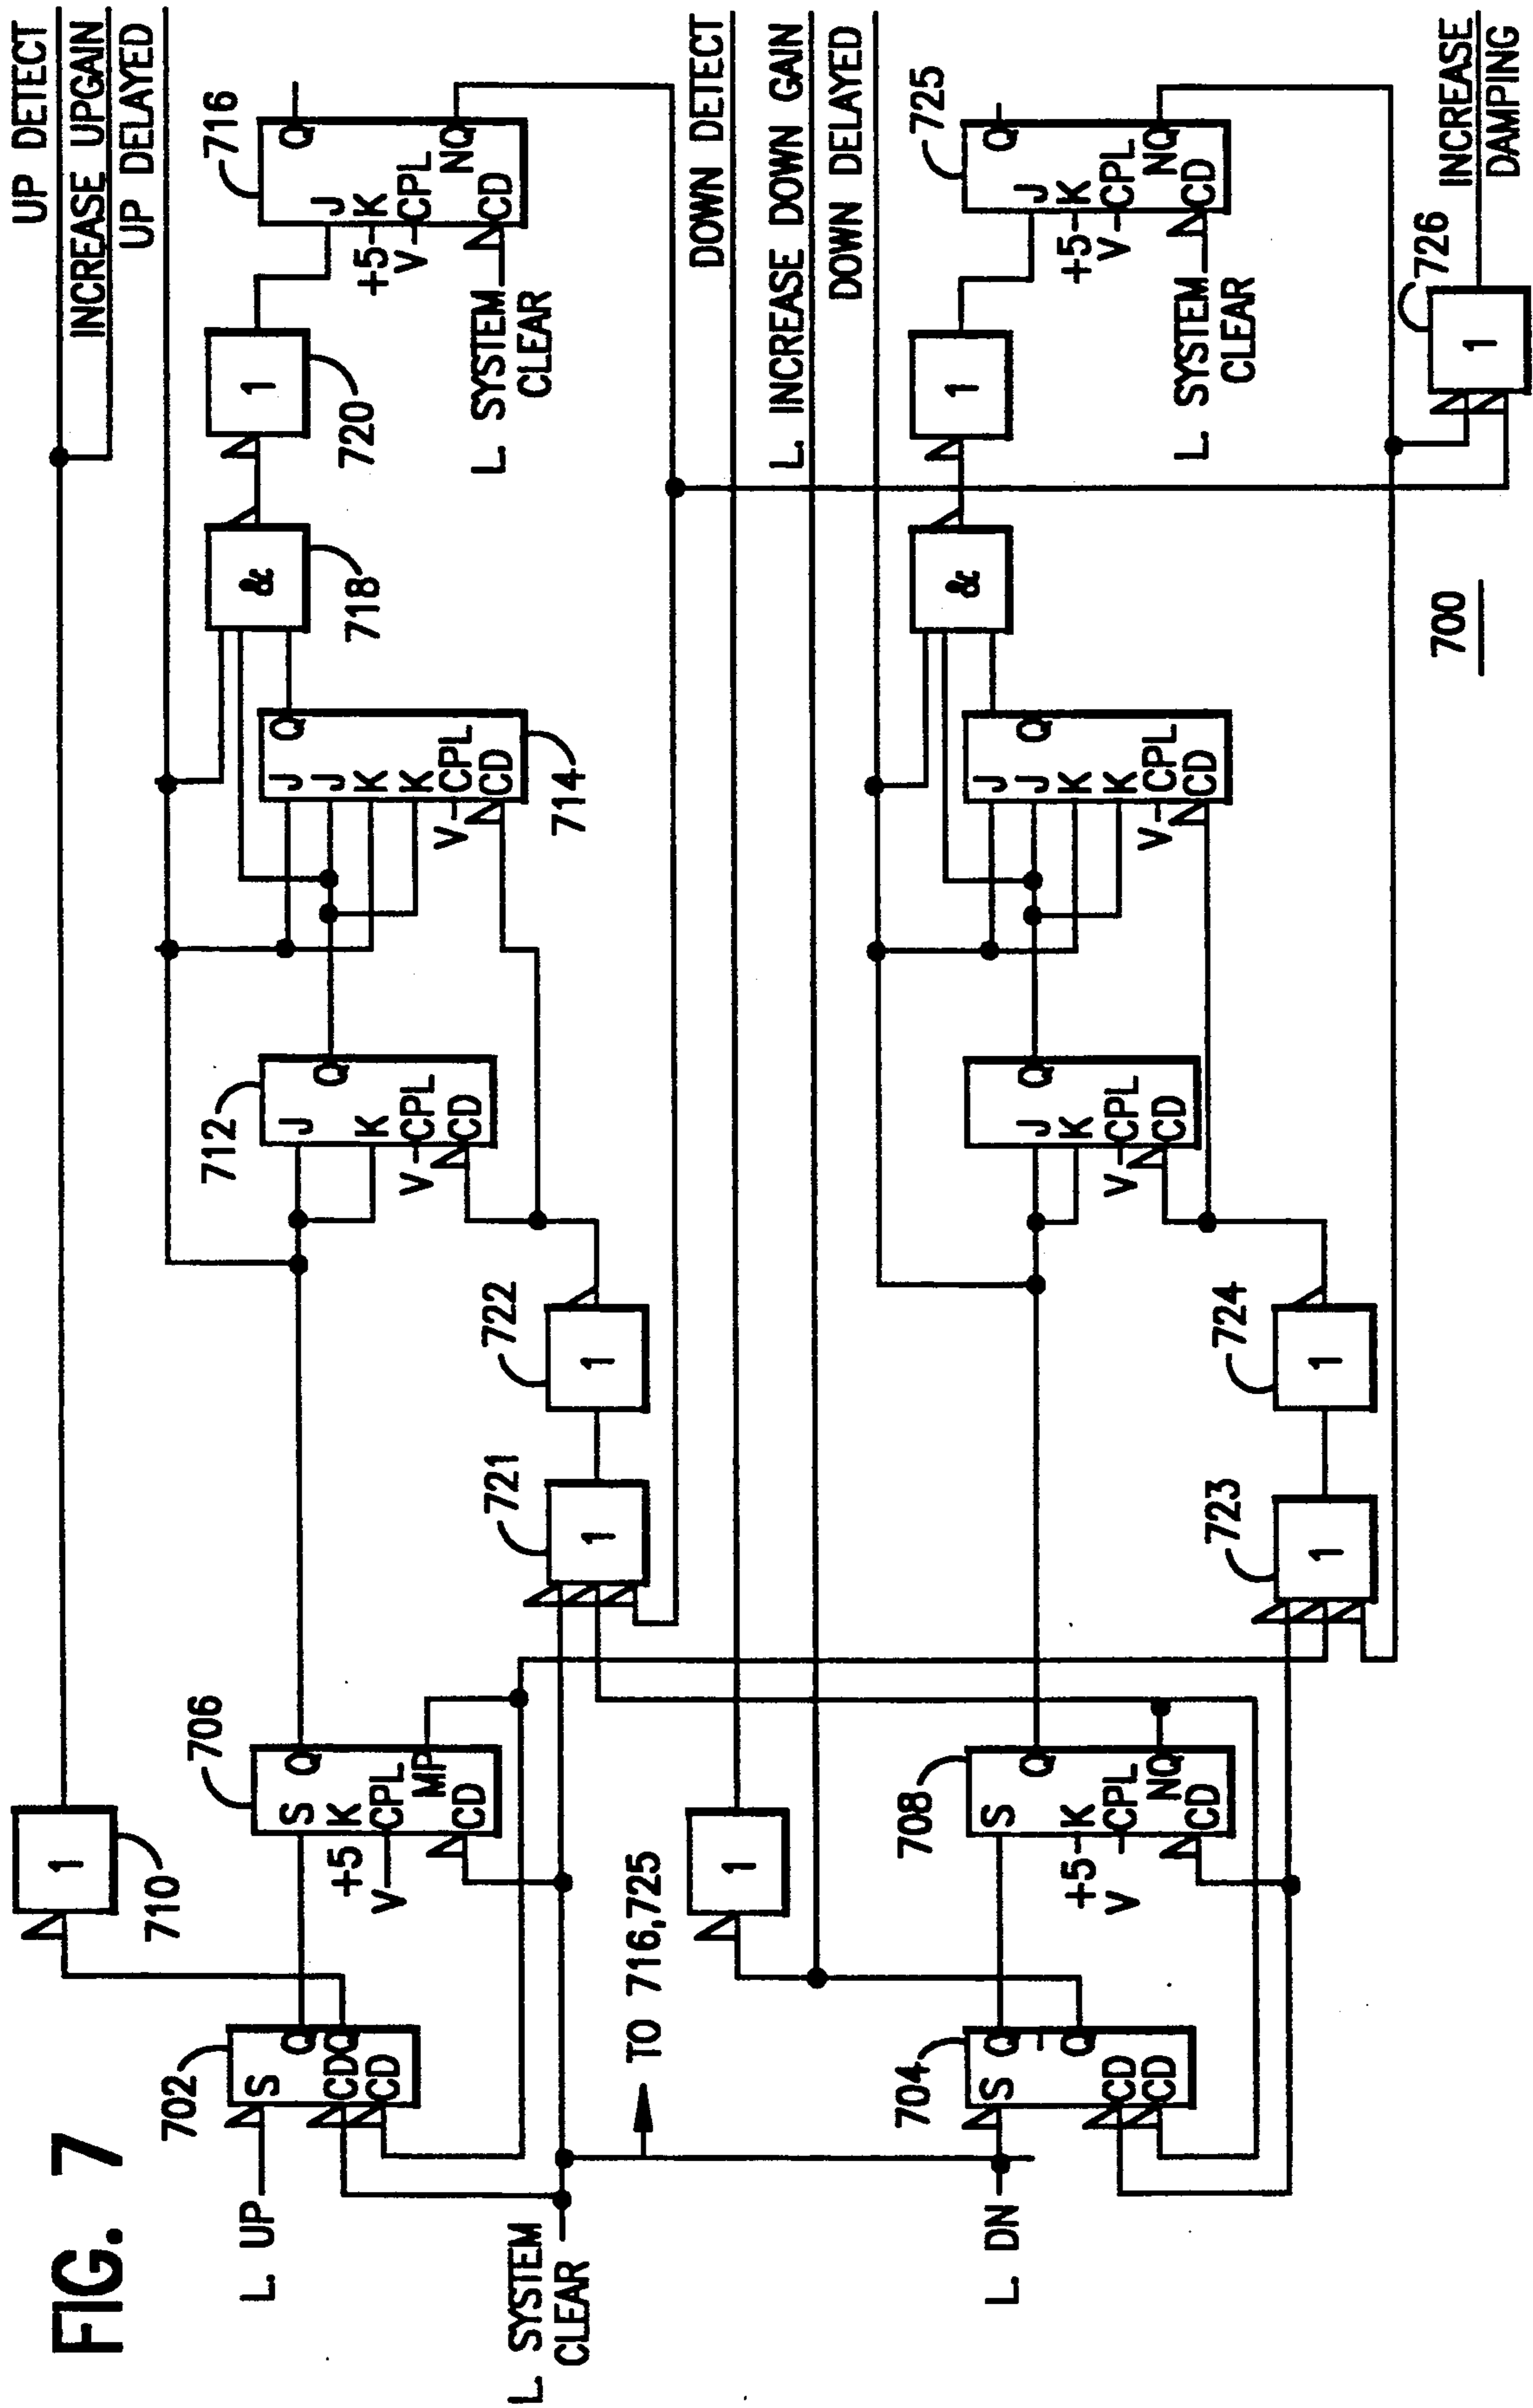 FIG. 7
UP DETECT
INCREASE UPGAIN
UP DELAYED
1
710
L. UP
702
S
Q
Q
CD
CD
706
S
Q
K
+5
CPL
V
MP
CD
712
J
Q
K
CPL
V
CD
J
Q
J
K
K
CPL
V
CD
714
&
718
1
720
716
Q
J
K
+5
CPL
V
NQ
CD
L SYSTEM
CLEAR
L SYSTEM
CLEAR
721
1
722
1
TO 716,725
DOWN DETECT
L. INCREASE DOWN GAIN
DOWN DELAYED
1
L. DN
704
S
Q
Q
CD
CD
708
S
Q
K
+5
CPL
V
NQ
CD
J
Q
K
CPL
V
CD
J
J
Q
K
K
CPL
V
CD
&
1
725
Q
J
K
+5
CPL
V
NQ
CD
L SYSTEM
CLEAR
723
1
724
1
726
1
INCREASE
DAMPING
700